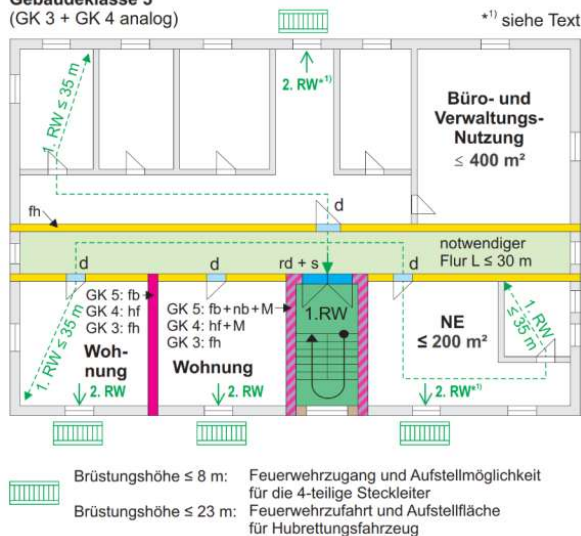 Gebäudeklasse 5
(GK 3 + GK 4 analog)
*¹⁾ siehe Text
1. RW ≤ 35 m
2. RW*¹⁾
Büro- und
Verwaltungs-
Nutzung
≤ 400 m²
fh
d
notwendiger
Flur L ≤ 30 m
d
d
rd + s
d
GK 5: fb
GK 4: hf
GK 3: fh
GK 5: fb+nb+M
GK 4: hf+M
GK 3: fh
1.RW
1. RW ≤ 35 m
Woh-
nung
Wohnung
NE
≤ 200 m²
1. RW
≤ 35 m
2. RW
2. RW
2. RW*¹⁾
Brüstungshöhe ≤ 8 m: Feuerwehrzugang und Aufstellmöglichkeit
für die 4-teilige Steckleiter
Brüstungshöhe ≤ 23 m: Feuerwehrzufahrt und Aufstellfläche
für Hubrettungsfahrzeug